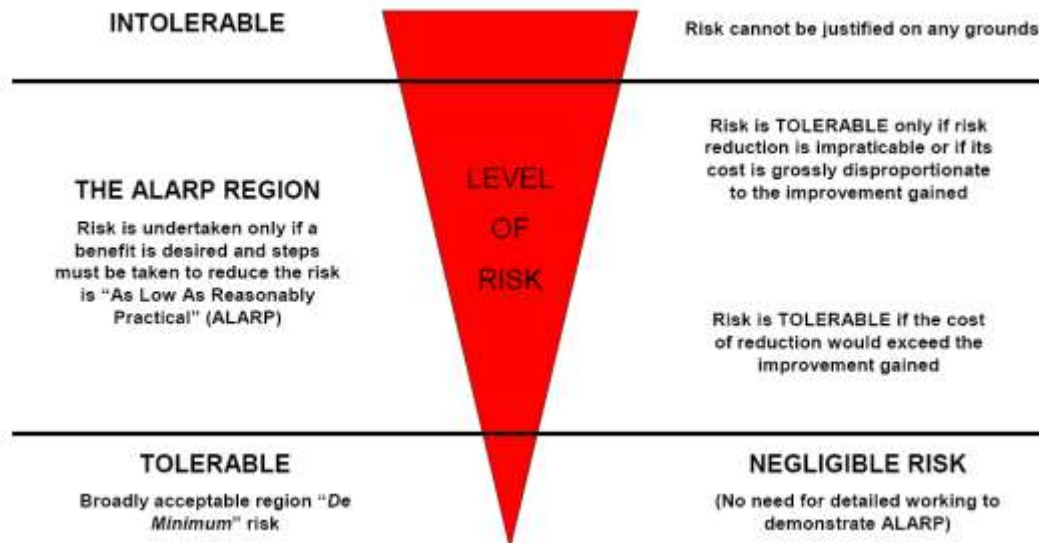 INTOLERABLE
Risk cannot be justified on any grounds
THE ALARP REGION
Risk is undertaken only if a
benefit is desired and steps
must be taken to reduce the risk
is “As Low As Reasonably
Practical” (ALARP)
LEVEL
OF
RISK
Risk is TOLERABLE only if risk
reduction is impraticable or if its
cost is grossly disproportionate
to the improvement gained
Risk is TOLERABLE if the cost
of reduction would exceed the
improvement gained
TOLERABLE
Broadly acceptable region “De
Minimum” risk
NEGLIGIBLE RISK
(No need for detailed working to
demonstrate ALARP)